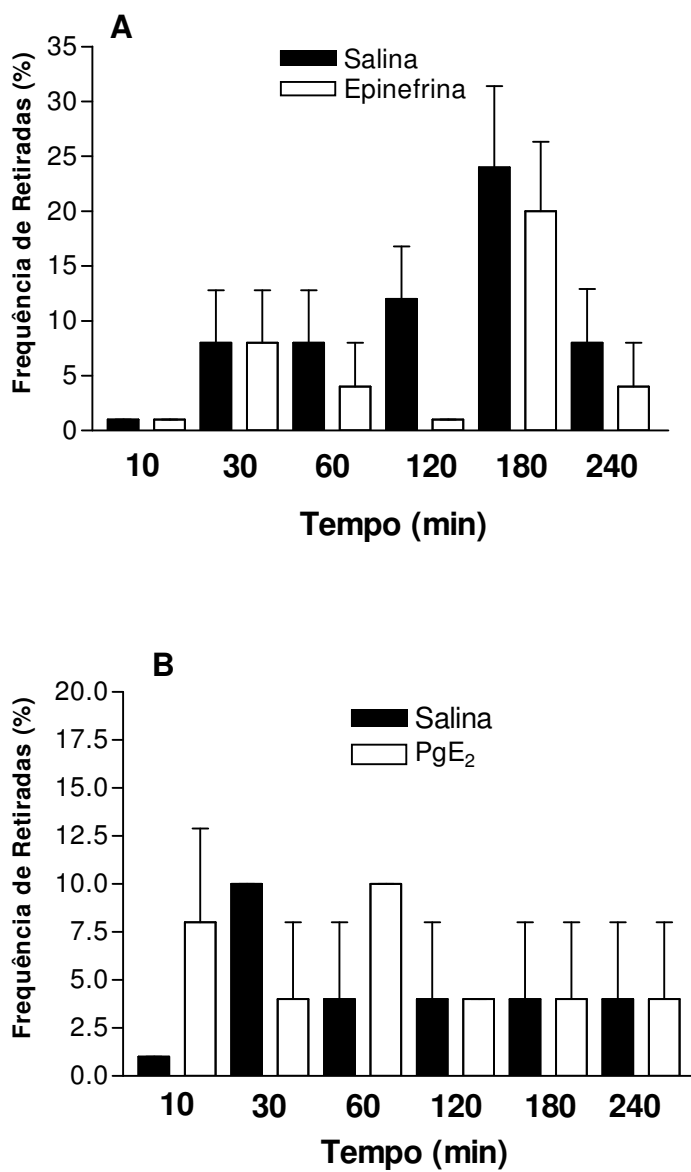 A
Salina
Epinefrina
Frequência de Retiradas (%)
35
30
25
20
15
10
5
0
10 30 60 120 180 240
Tempo (min)
B
Salina
PgE₂
Frequência de Retiradas (%)
20.0
17.5
15.0
12.5
10.0
7.5
5.0
2.5
0.0
10 30 60 120 180 240
Tempo (min)